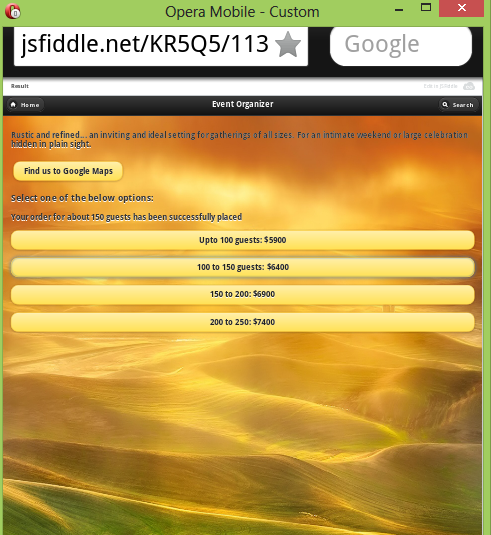 Opera Mobile - Custom
jsfiddle.net/KR5Q5/113
Google
Result
Home
Event Organizer
Search
Rustic and refined... an inviting and ideal setting for gatherings of all sizes. For an intimate weekend or large celebration
hidden in plain sight.
Find us to Google Maps
Select one of the below options:
Your order for about 150 guests has been successfully placed
Upto 100 guests: $5900
100 to 150 guests: $6400
150 to 200: $6900
200 to 250: $7400